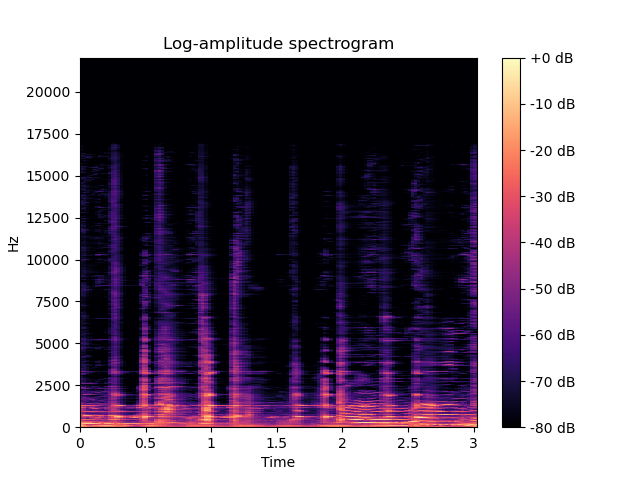 Log-amplitude spectrogram
Hz
20000
17500
15000
12500
10000
7500
5000
2500
0
0 0.5 1 1.5 2 2.5 3
Time
+0 dB
-10 dB
-20 dB
-30 dB
-40 dB
-50 dB
-60 dB
-70 dB
-80 dB